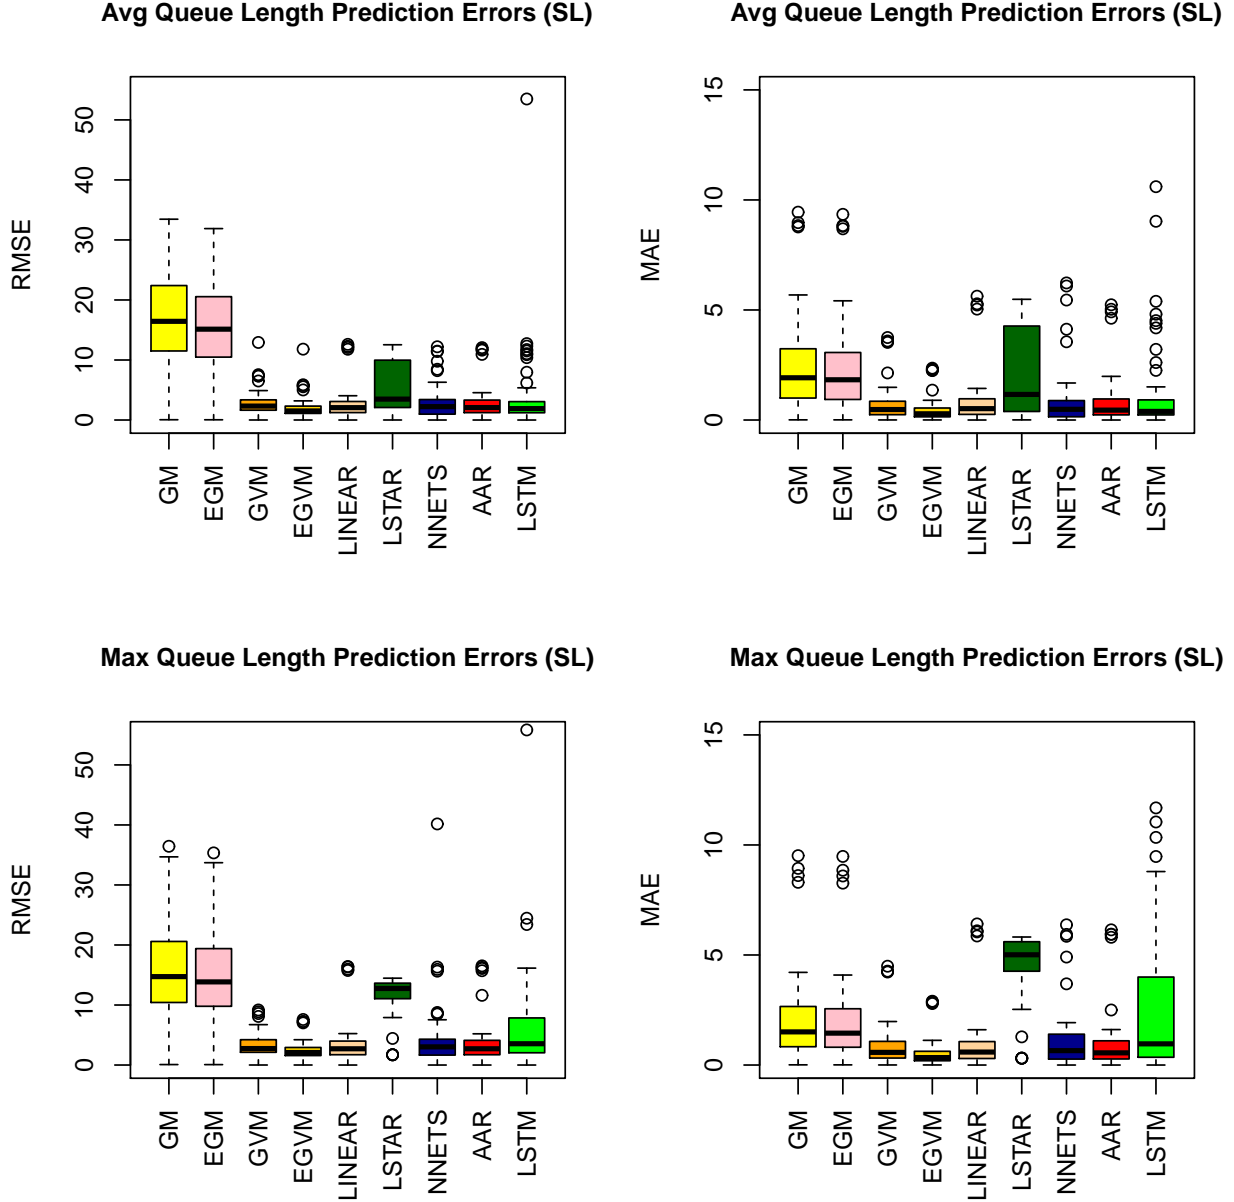 Avg Queue Length Prediction Errors (SL)
RMSE
50
40
30
20
10
0
GM
EGM
GVM
EGVM
LINEAR
LSTAR
NNETS
AAR
LSTM
Avg Queue Length Prediction Errors (SL)
MAE
15
10
5
0
GM
EGM
GVM
EGVM
LINEAR
LSTAR
NNETS
AAR
LSTM
Max Queue Length Prediction Errors (SL)
RMSE
50
40
30
20
10
0
GM
EGM
GVM
EGVM
LINEAR
LSTAR
NNETS
AAR
LSTM
Max Queue Length Prediction Errors (SL)
MAE
15
10
5
0
GM
EGM
GVM
EGVM
LINEAR
LSTAR
NNETS
AAR
LSTM